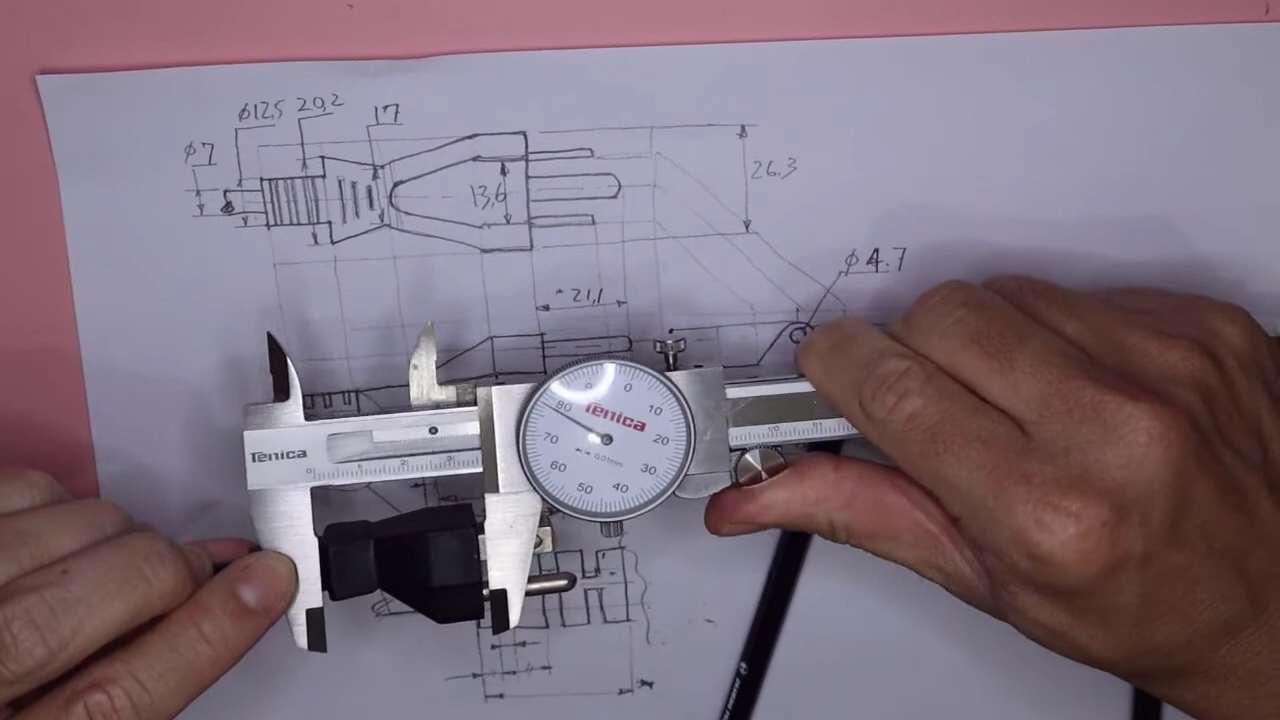 ϕ12,5 20,2 17
ϕ7
13,6
26.3
ϕ4.7
*21,1
Tenica
0 10 20 30 40 50 60 70 80
Tenica
0.01mm
0